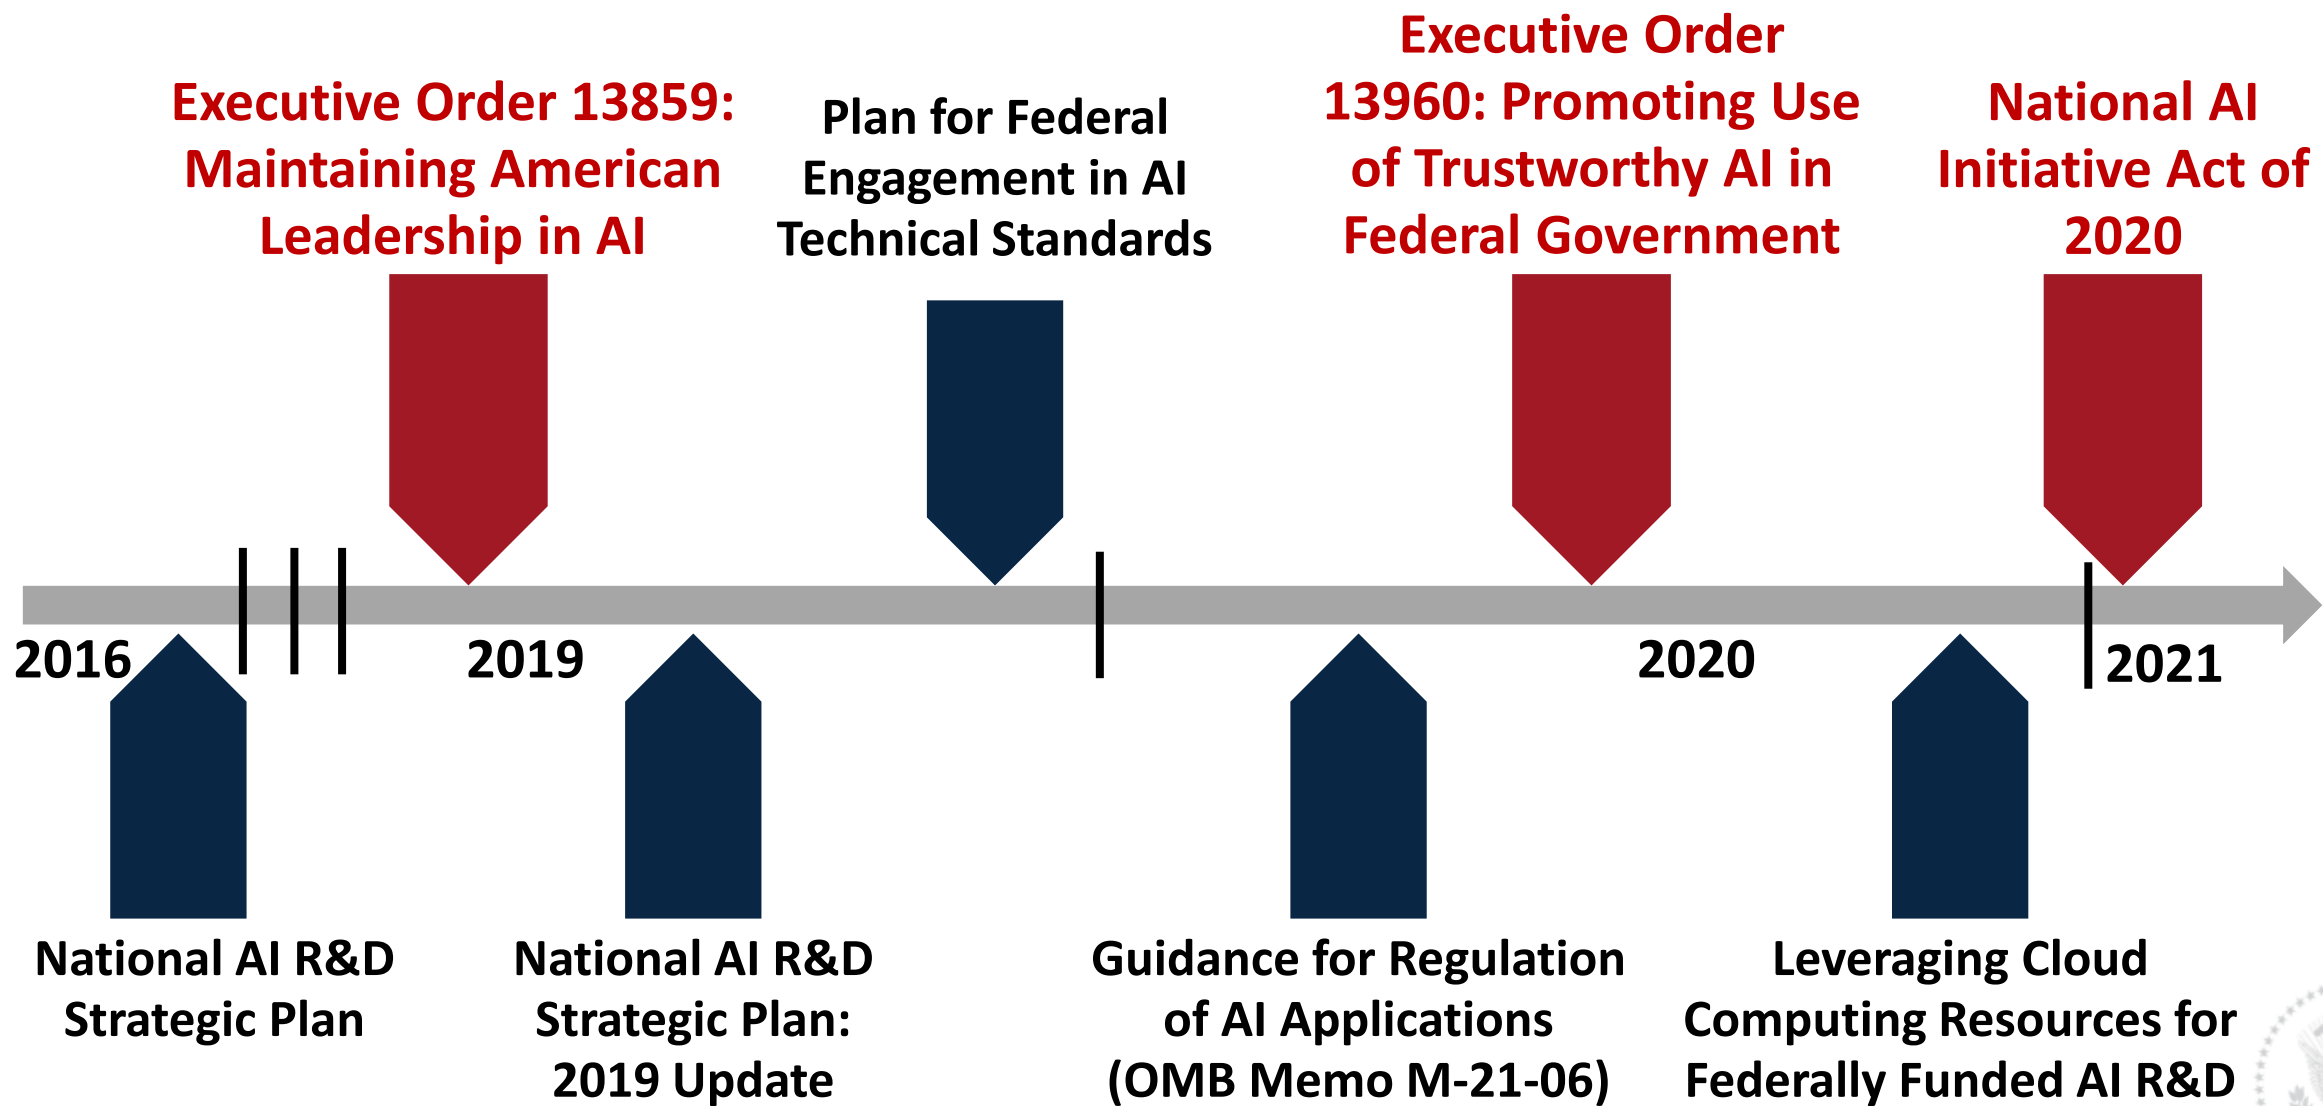 Executive Order 13859:
Maintaining American
Leadership in AI
Plan for Federal
Engagement in AI
Technical Standards
Executive Order
13960: Promoting Use
of Trustworthy AI in
Federal Government
National AI
Initiative Act of
2020
2016
2019
2020
2021
National AI R&D
Strategic Plan
National AI R&D
Strategic Plan:
2019 Update
Guidance for Regulation
of AI Applications
(OMB Memo M-21-06)
Leveraging Cloud
Computing Resources for
Federally Funded AI R&D